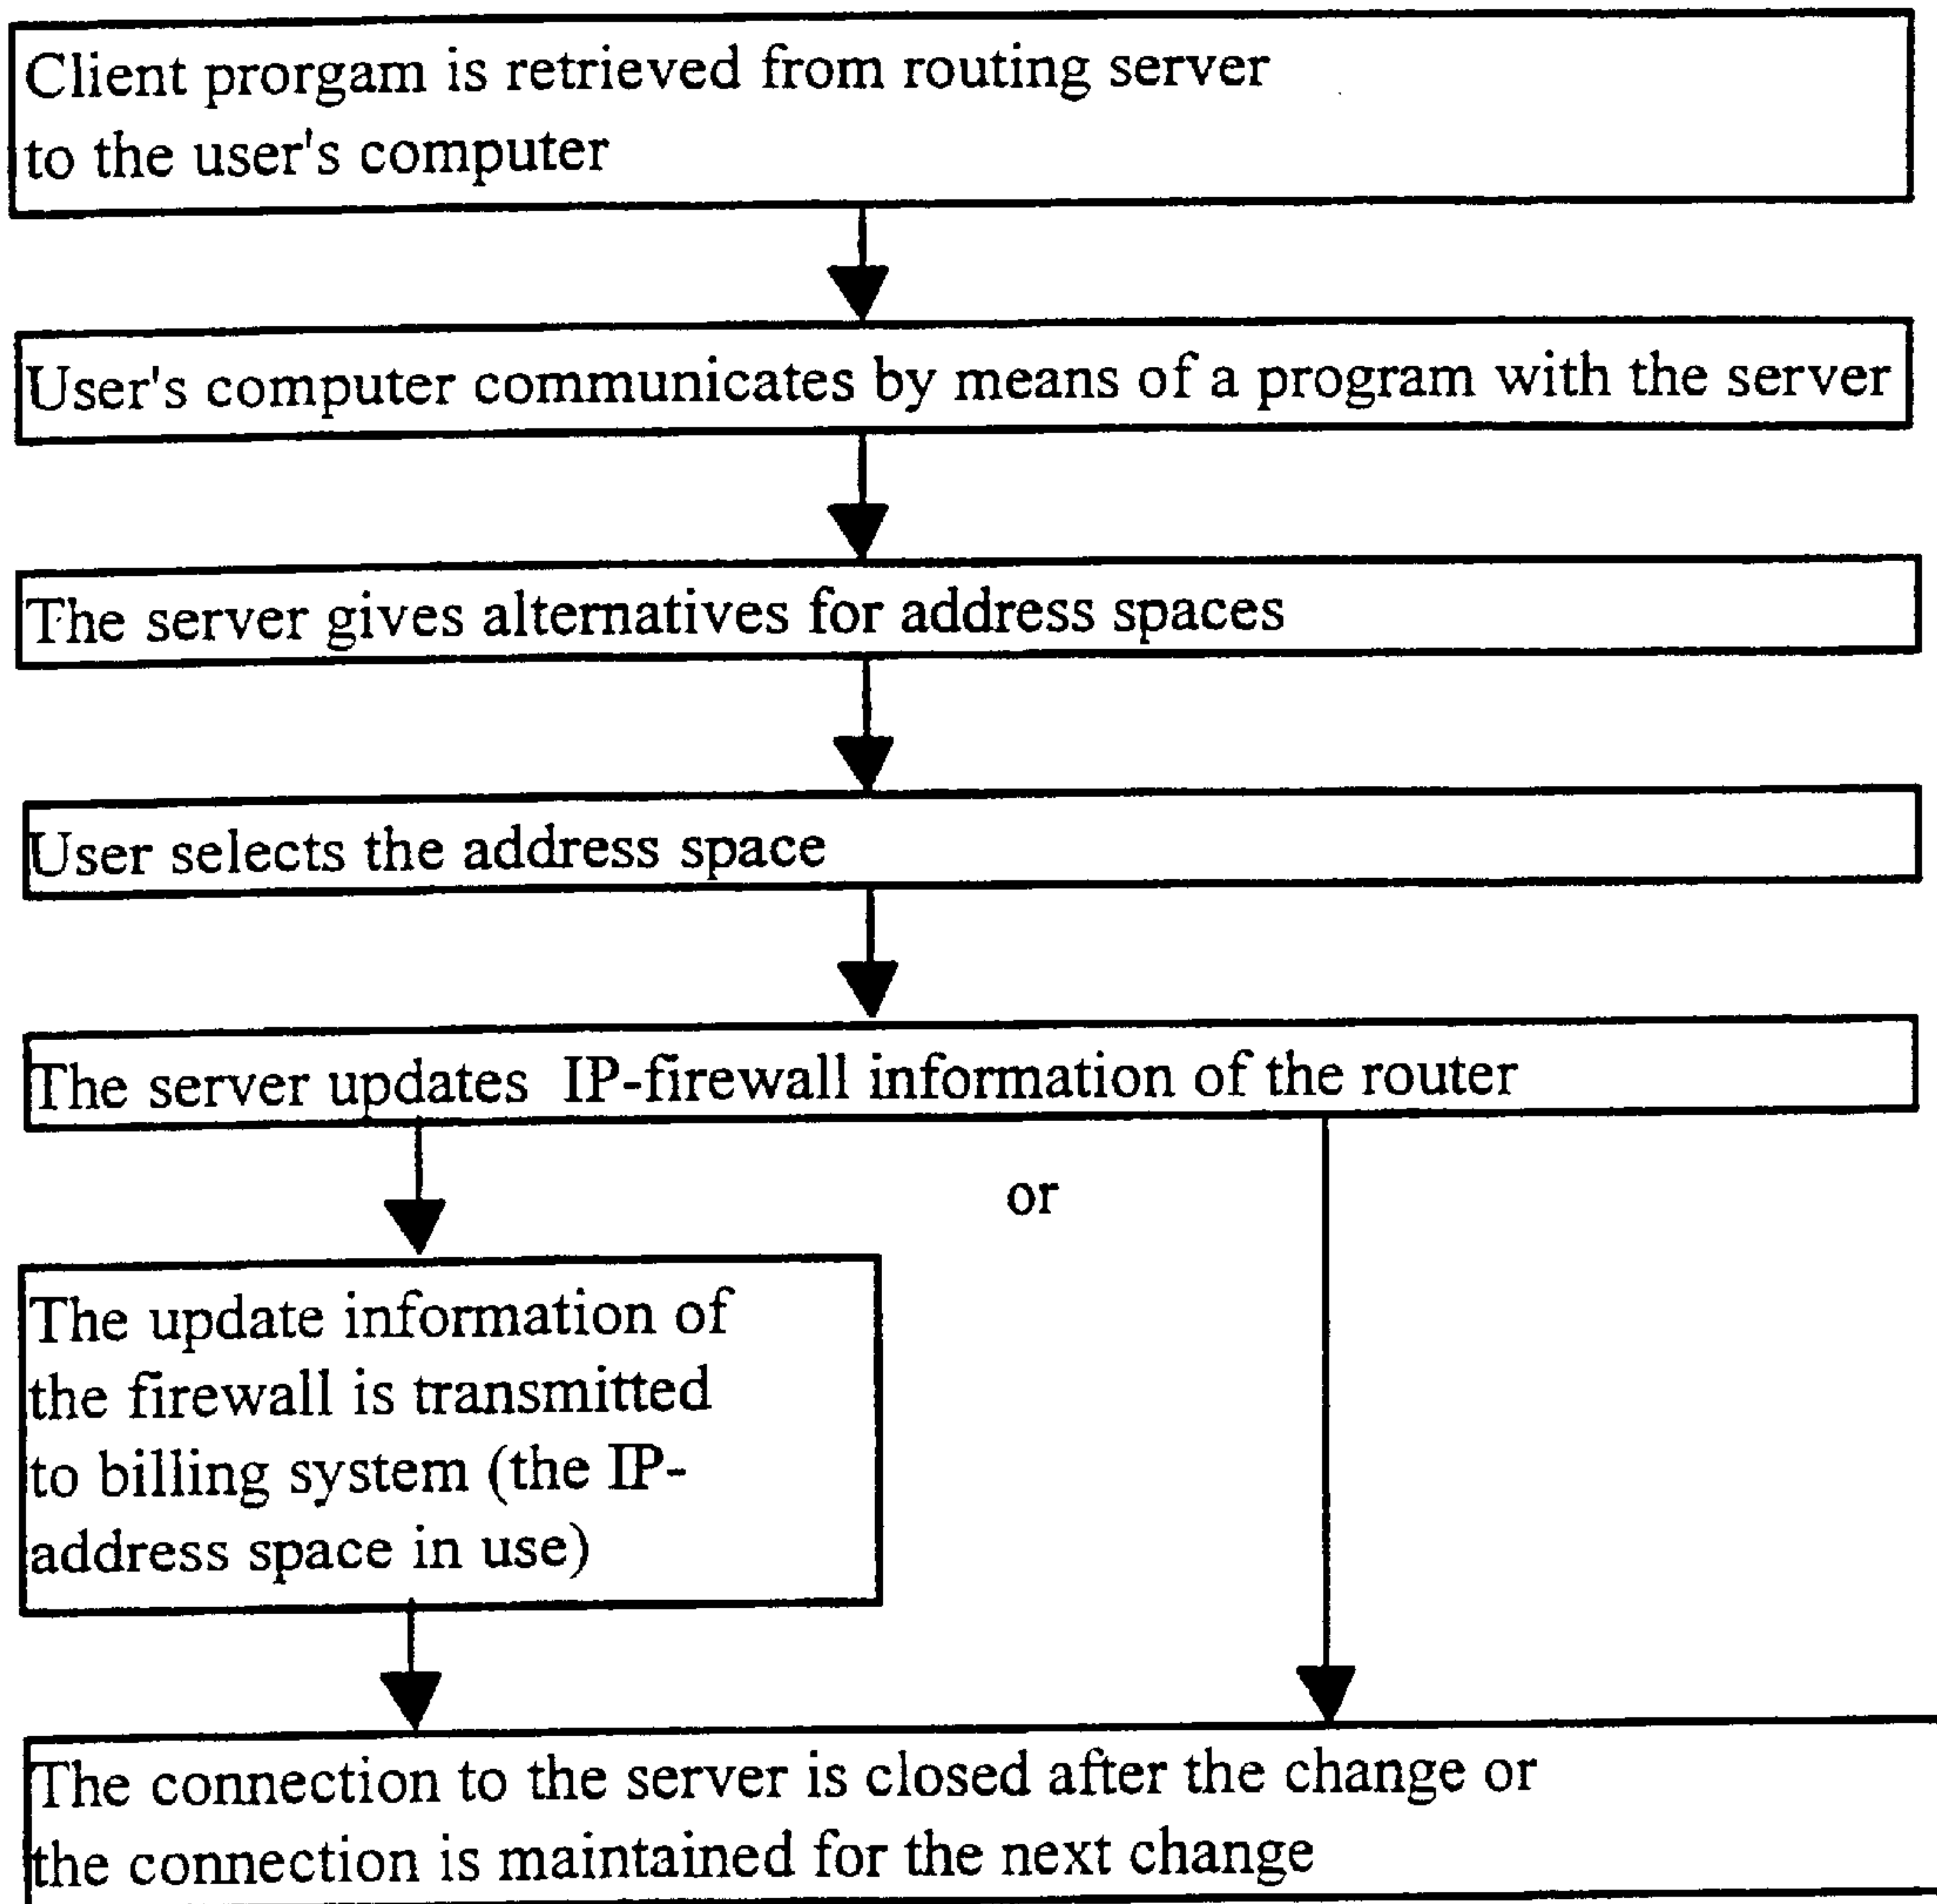 Client prorgam is retrieved from routing server
to the user's computer
User's computer communicates by means of a program with the server
The server gives alternatives for address spaces
User selects the address space
The server updates IP-firewall information of the router
or
The update information of
the firewall is transmitted
to billing system (the IP-
address space in use)
The connection to the server is closed after the change or
the connection is maintained for the next change